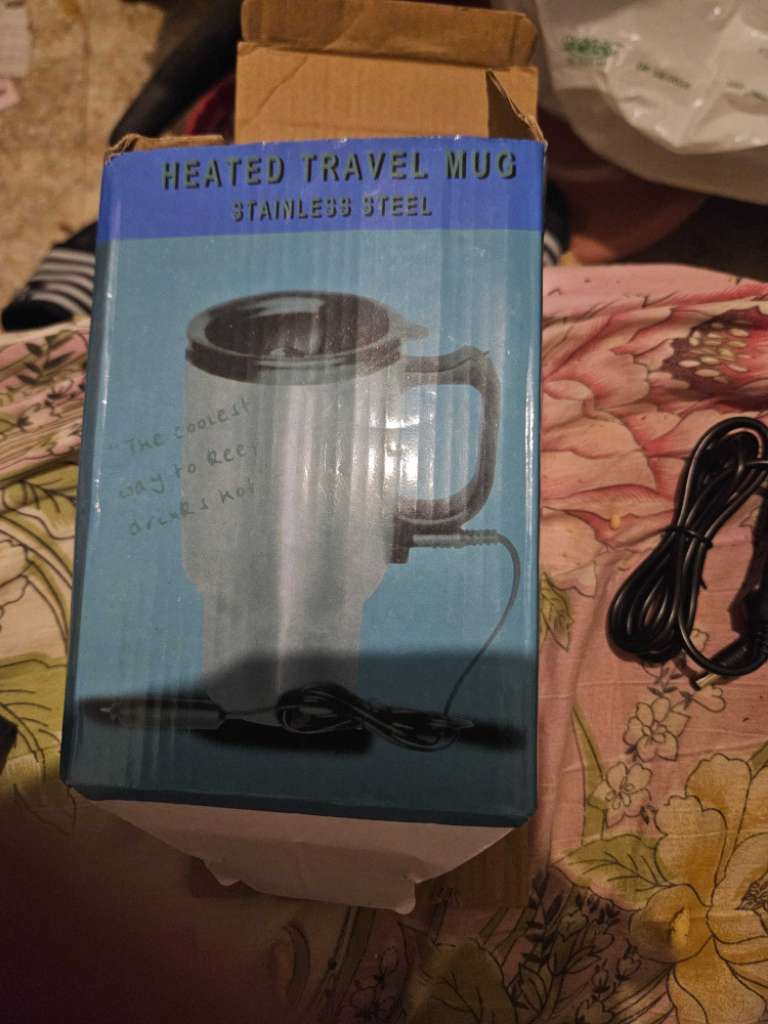 HEATED TRAVEL MUG
STAINLESS STEEL
"The coolest
way to keep
drinks hot